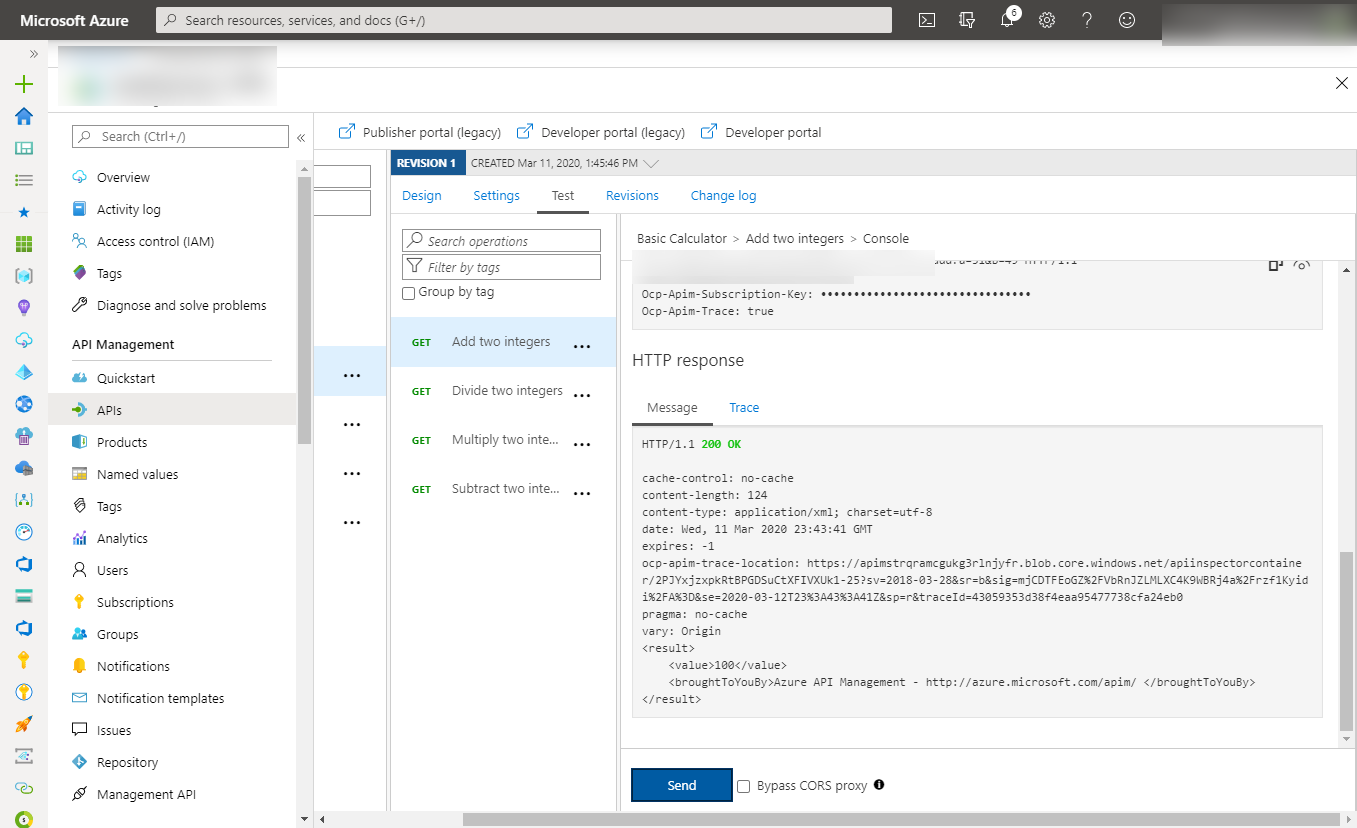 Microsoft Azure
Search resources, services, and docs (G+/)
6
Search (Ctrl+/)
Overview
Activity log
Access control (IAM)
Tags
Diagnose and solve problems
API Management
Quickstart
APIs
Products
Named values
Tags
Analytics
Users
Subscriptions
Groups
Notifications
Notification templates
Issues
Repository
Management API
Publisher portal (legacy)
Developer portal (legacy)
Developer portal
REVISION 1
CREATED Mar 11, 2020, 1:45:46 PM
Design
Settings
Test
Revisions
Change log
Search operations
Filter by tags
Group by tag
GET Add two integers ...
GET Divide two integers ...
GET Multiply two inte... ...
GET Subtract two inte... ...
Basic Calculator > Add two integers > Console
HTTP/1.1
Ocp-Apim-Subscription-Key: ••••••••••••••••••••••••••••••••
Ocp-Apim-Trace: true
HTTP response
Message
Trace
HTTP/1.1 200 OK
cache-control: no-cache
content-length: 124
content-type: application/xml; charset=utf-8
date: Wed, 11 Mar 2020 23:43:41 GMT
expires: -1
ocp-apim-trace-location: https://apimstrqramcgukg3rlnjyfr.blob.core.windows.net/apiinspectorcontaine
r/2PJYxjzxpkRtBPGDSuCtXFIVXUk1-25?sv=2018-03-28&sr=b&sig=mjCDTFEoGZ%2FVbRnJZLMLXC4K9WBRj4a%2Frzf1Kyid
i%2FA%3D&se=2020-03-12T23%3A43%3A41Z&sp=r&traceId=43059353d38f4eaa95477738cfa24eb0
pragma: no-cache
vary: Origin
<result>
    <value>100</value>
    <broughtToYouBy>Azure API Management - http://azure.microsoft.com/apim/ </broughtToYouBy>
</result>
Send
Bypass CORS proxy